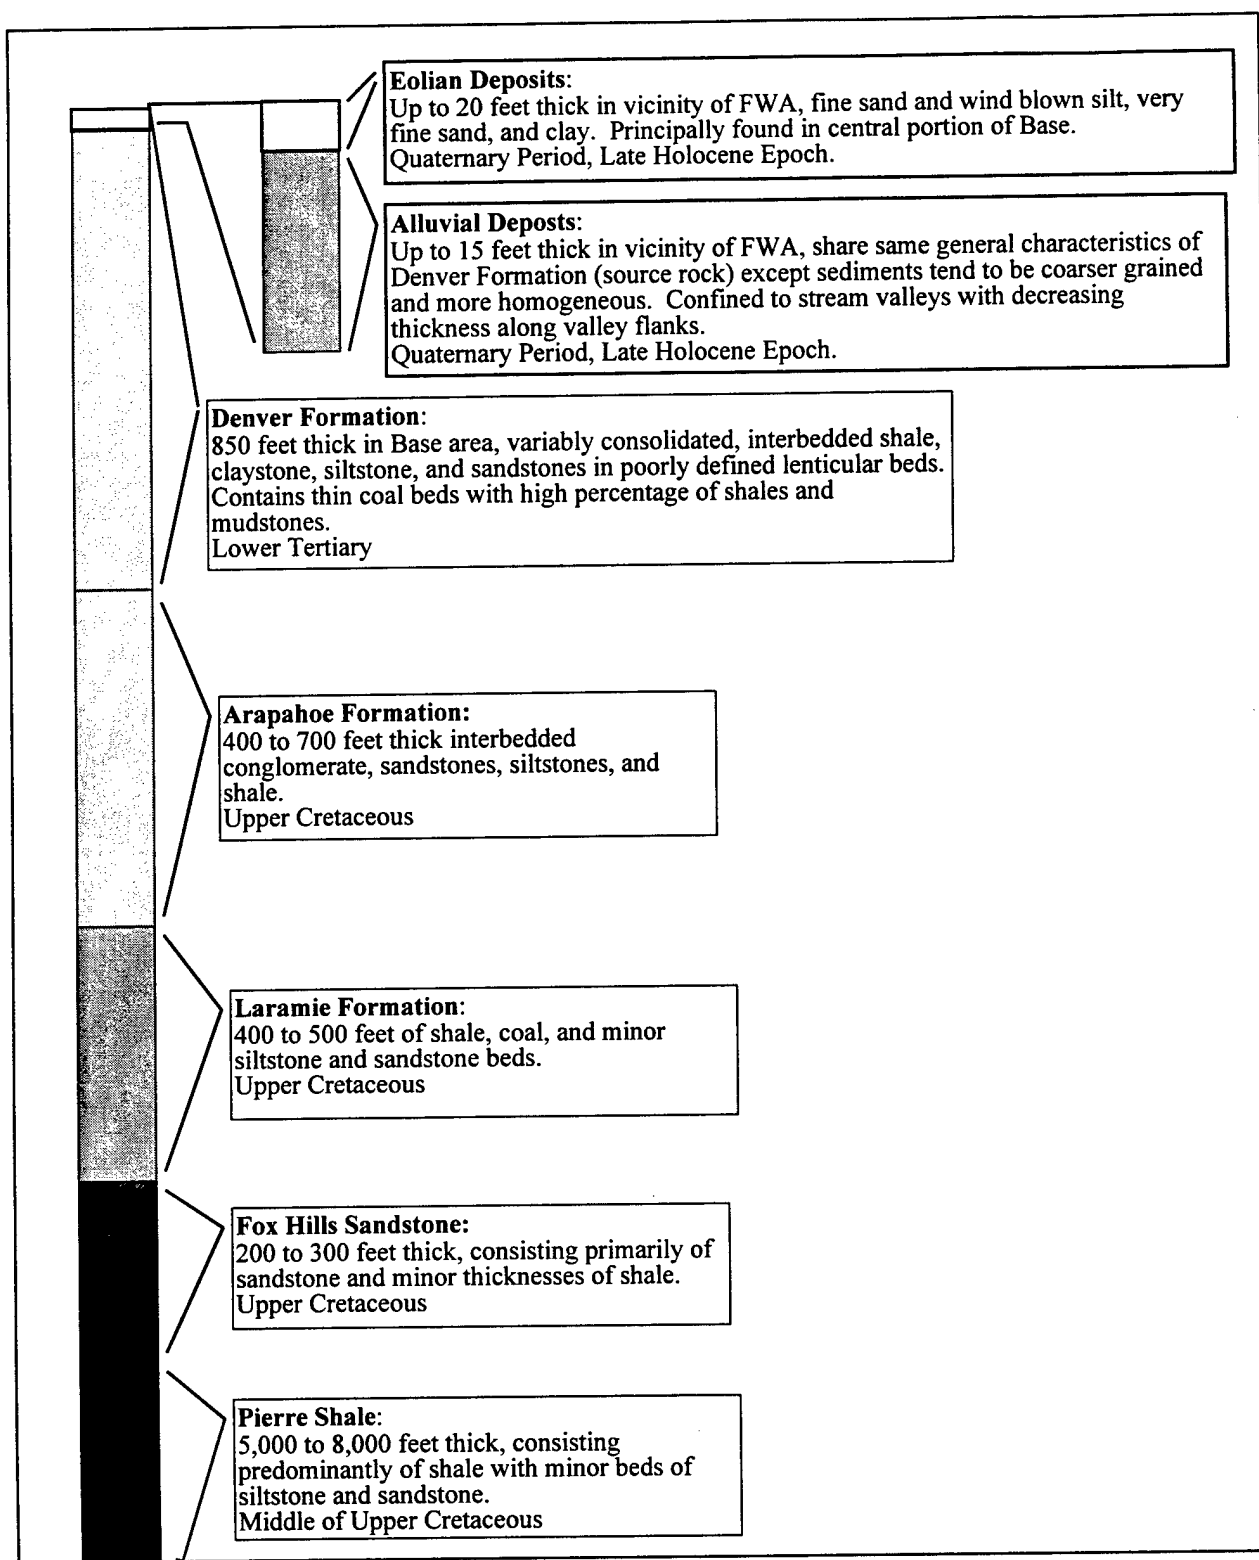 Eolian Deposits:
Up to 20 feet thick in vicinity of FWA, fine sand and wind blown silt, very
fine sand, and clay. Principally found in central portion of Base.
Quaternary Period, Late Holocene Epoch.
Alluvial Deposts:
Up to 15 feet thick in vicinity of FWA, share same general characteristics of
Denver Formation (source rock) except sediments tend to be coarser grained
and more homogeneous. Confined to stream valleys with decreasing
thickness along valley flanks.
Quaternary Period, Late Holocene Epoch.
Denver Formation:
850 feet thick in Base area, variably consolidated, interbedded shale,
claystone, siltstone, and sandstones in poorly defined lenticular beds.
Contains thin coal beds with high percentage of shales and
mudstones.
Lower Tertiary
Arapahoe Formation:
400 to 700 feet thick interbedded
conglomerate, sandstones, siltstones, and
shale.
Upper Cretaceous
Laramie Formation:
400 to 500 feet of shale, coal, and minor
siltstone and sandstone beds.
Upper Cretaceous
Fox Hills Sandstone:
200 to 300 feet thick, consisting primarily of
sandstone and minor thicknesses of shale.
Upper Cretaceous
Pierre Shale:
5,000 to 8,000 feet thick, consisting
predominantly of shale with minor beds of
siltstone and sandstone.
Middle of Upper Cretaceous